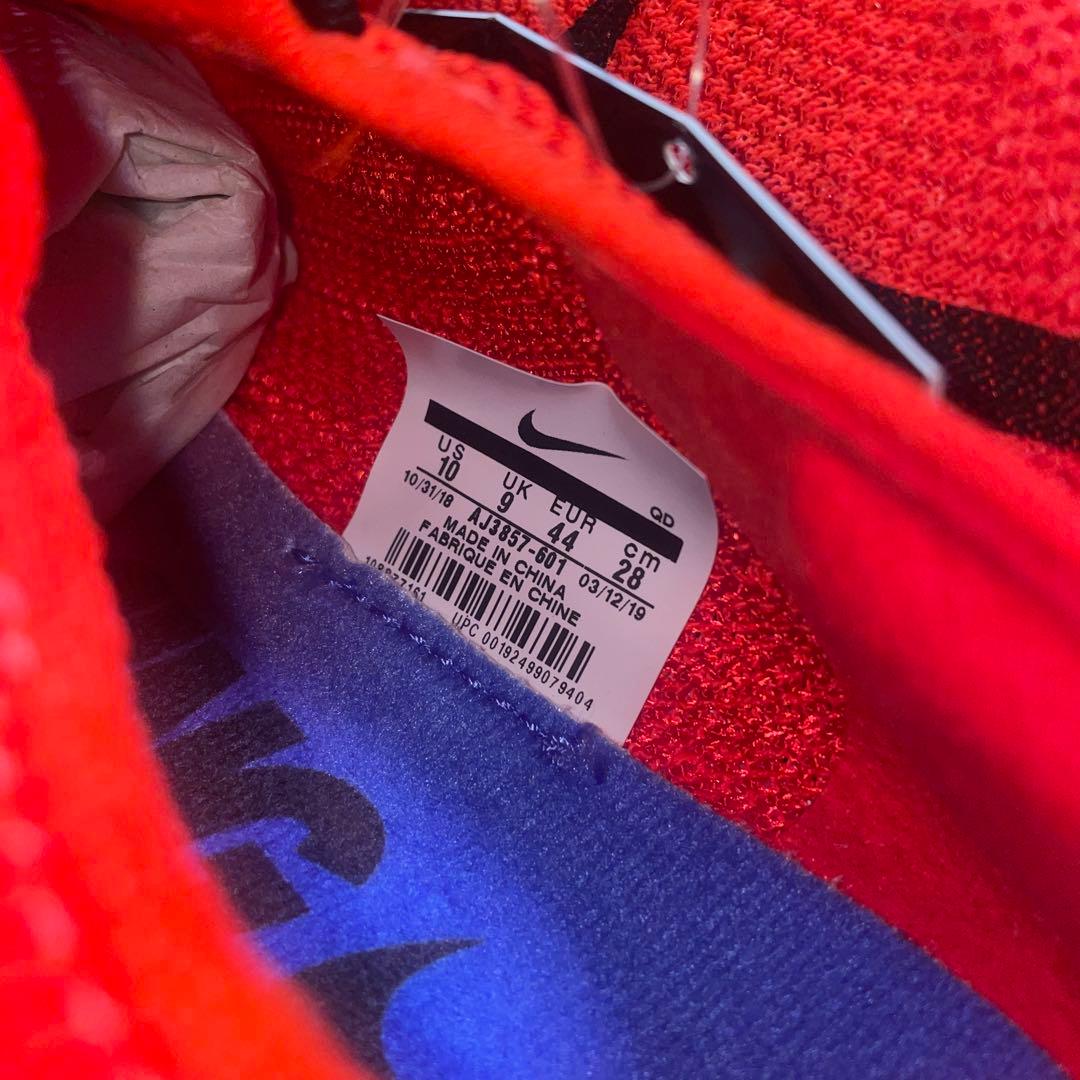 QD
US UK EUR cm
10 9 44 28
10/31/18 AJ3857-601 03/12/19
MADE IN CHINA
FABRIQUE EN CHINE
UPC 00192499079404